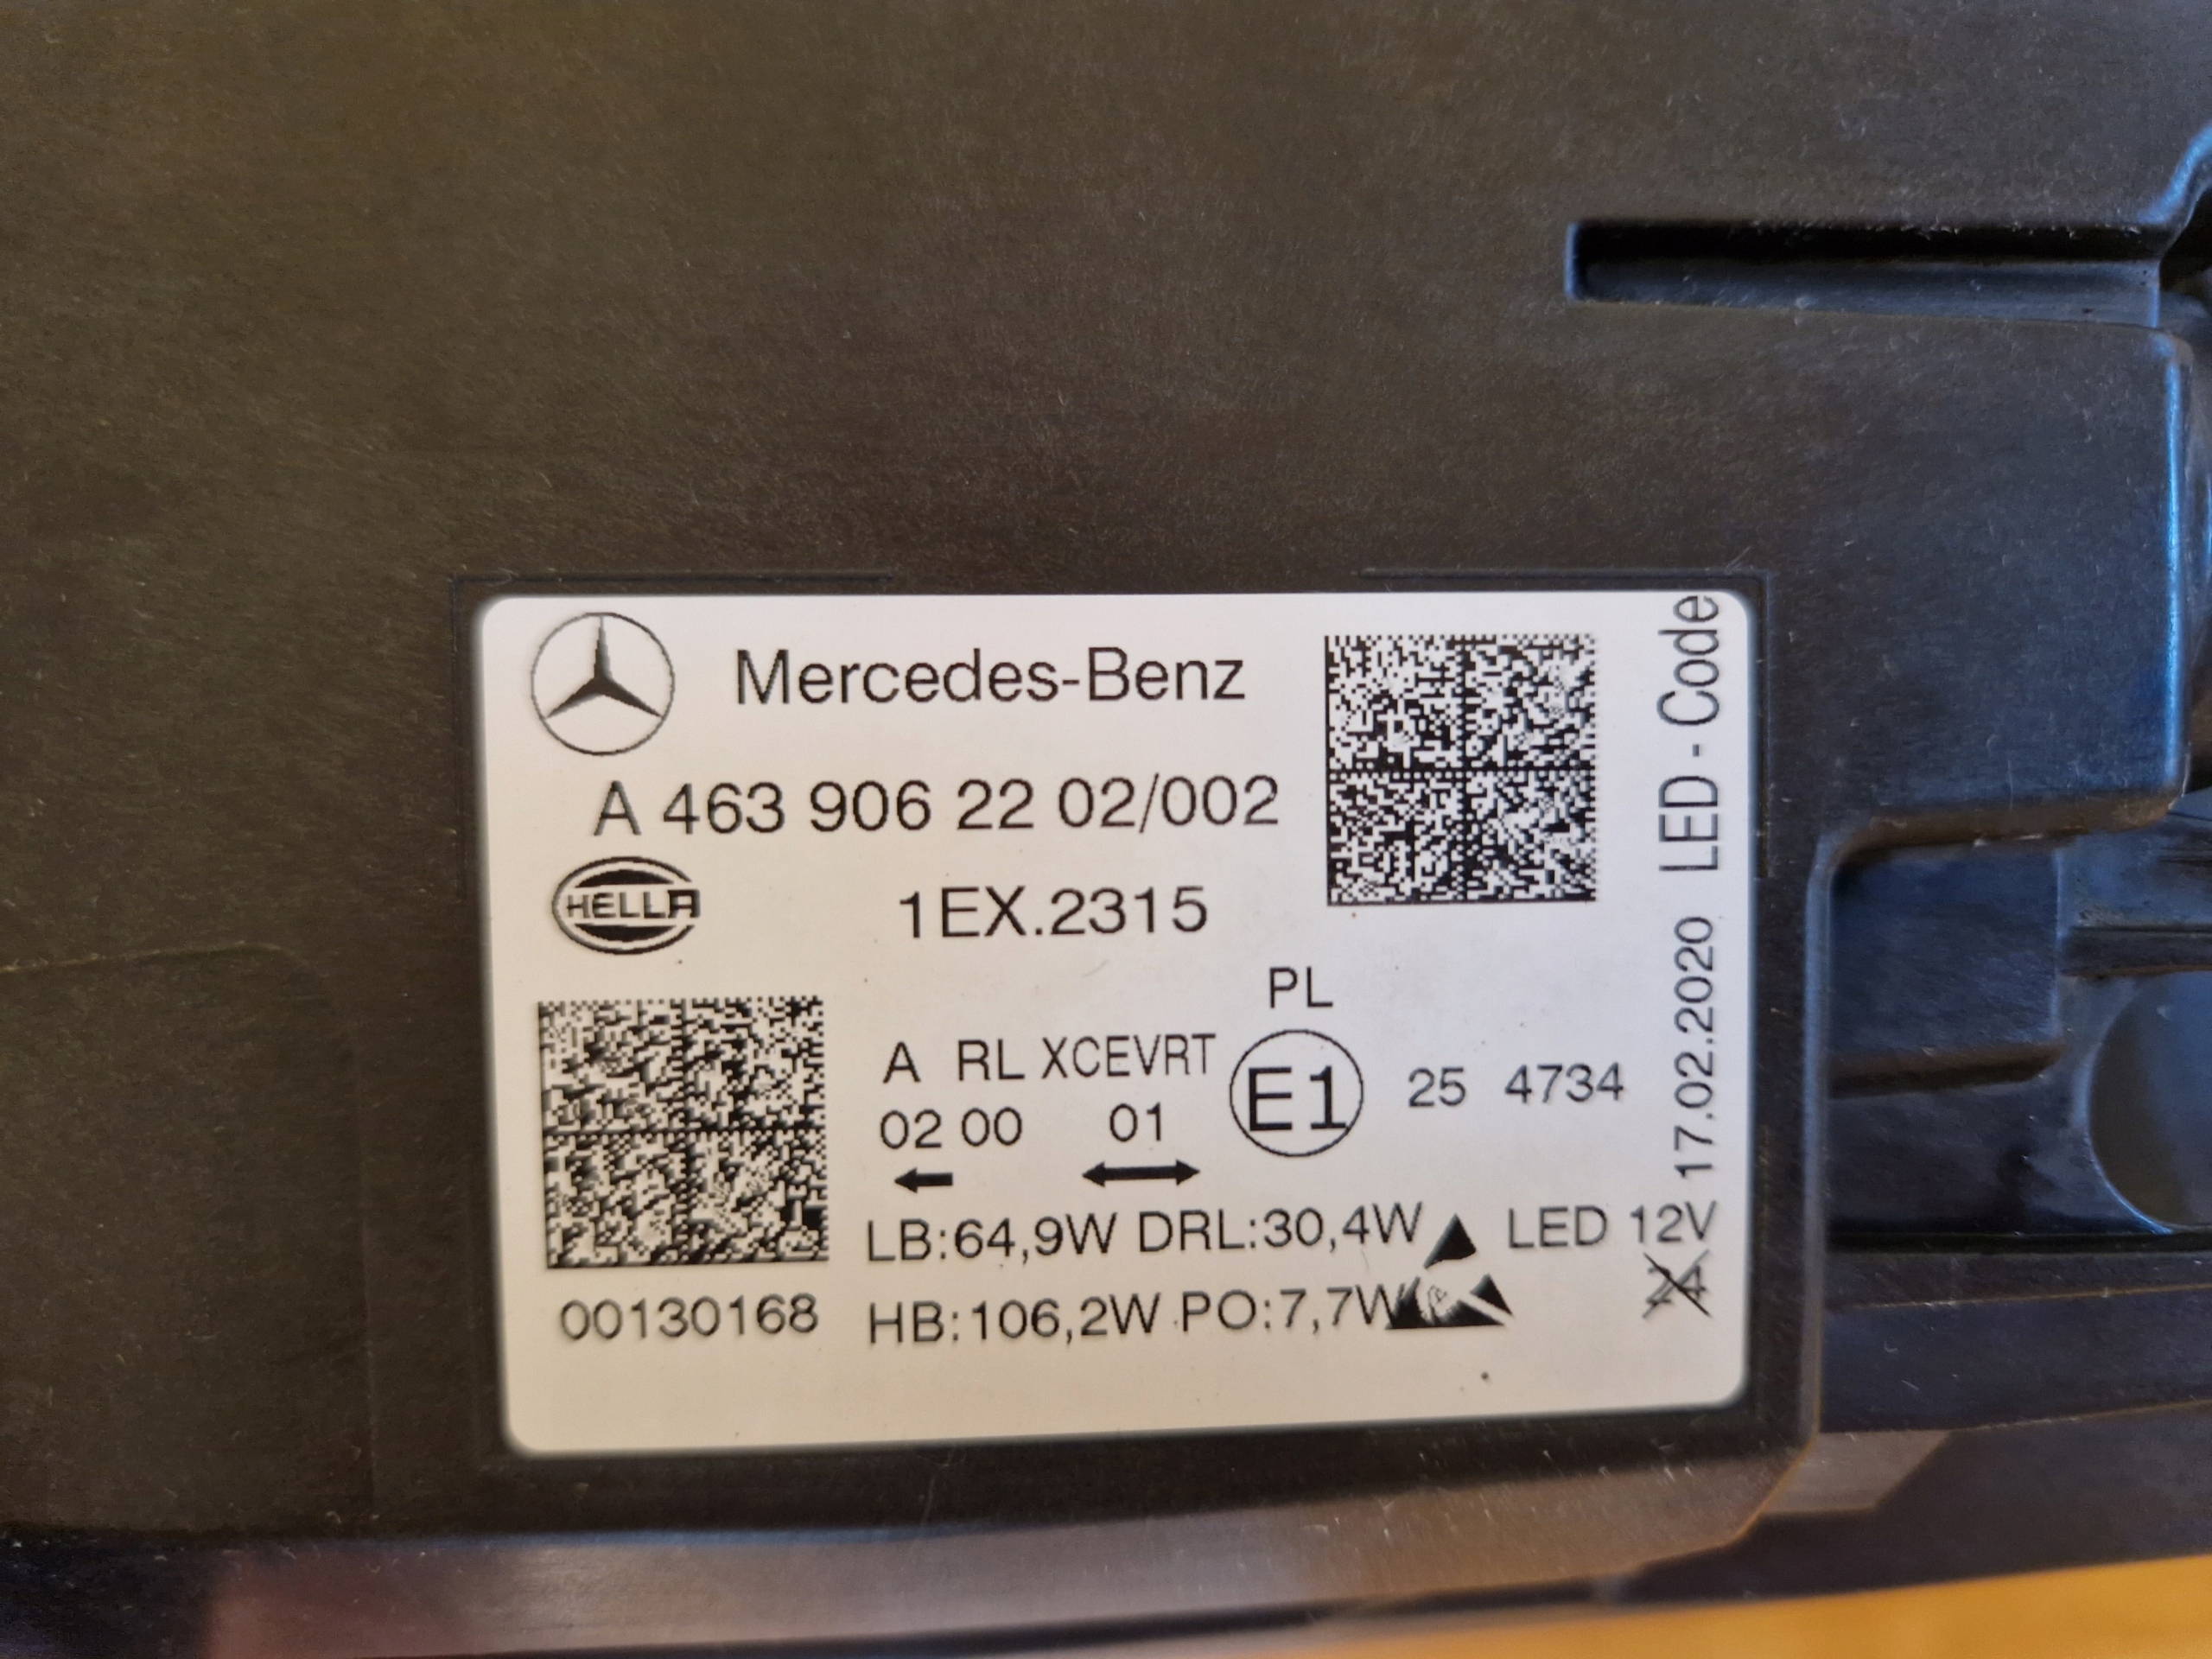 Mercedes-Benz
A 463 906 22 02/002
HELLA
1EX.2315
PL
A RL XCEVRT
E1
25 4734
02 00 01
LB:64,9W DRL:30,4W
LED 12V
24
00130168
HB:106,2W PO:7,7W
17.02.2020 LED - Code